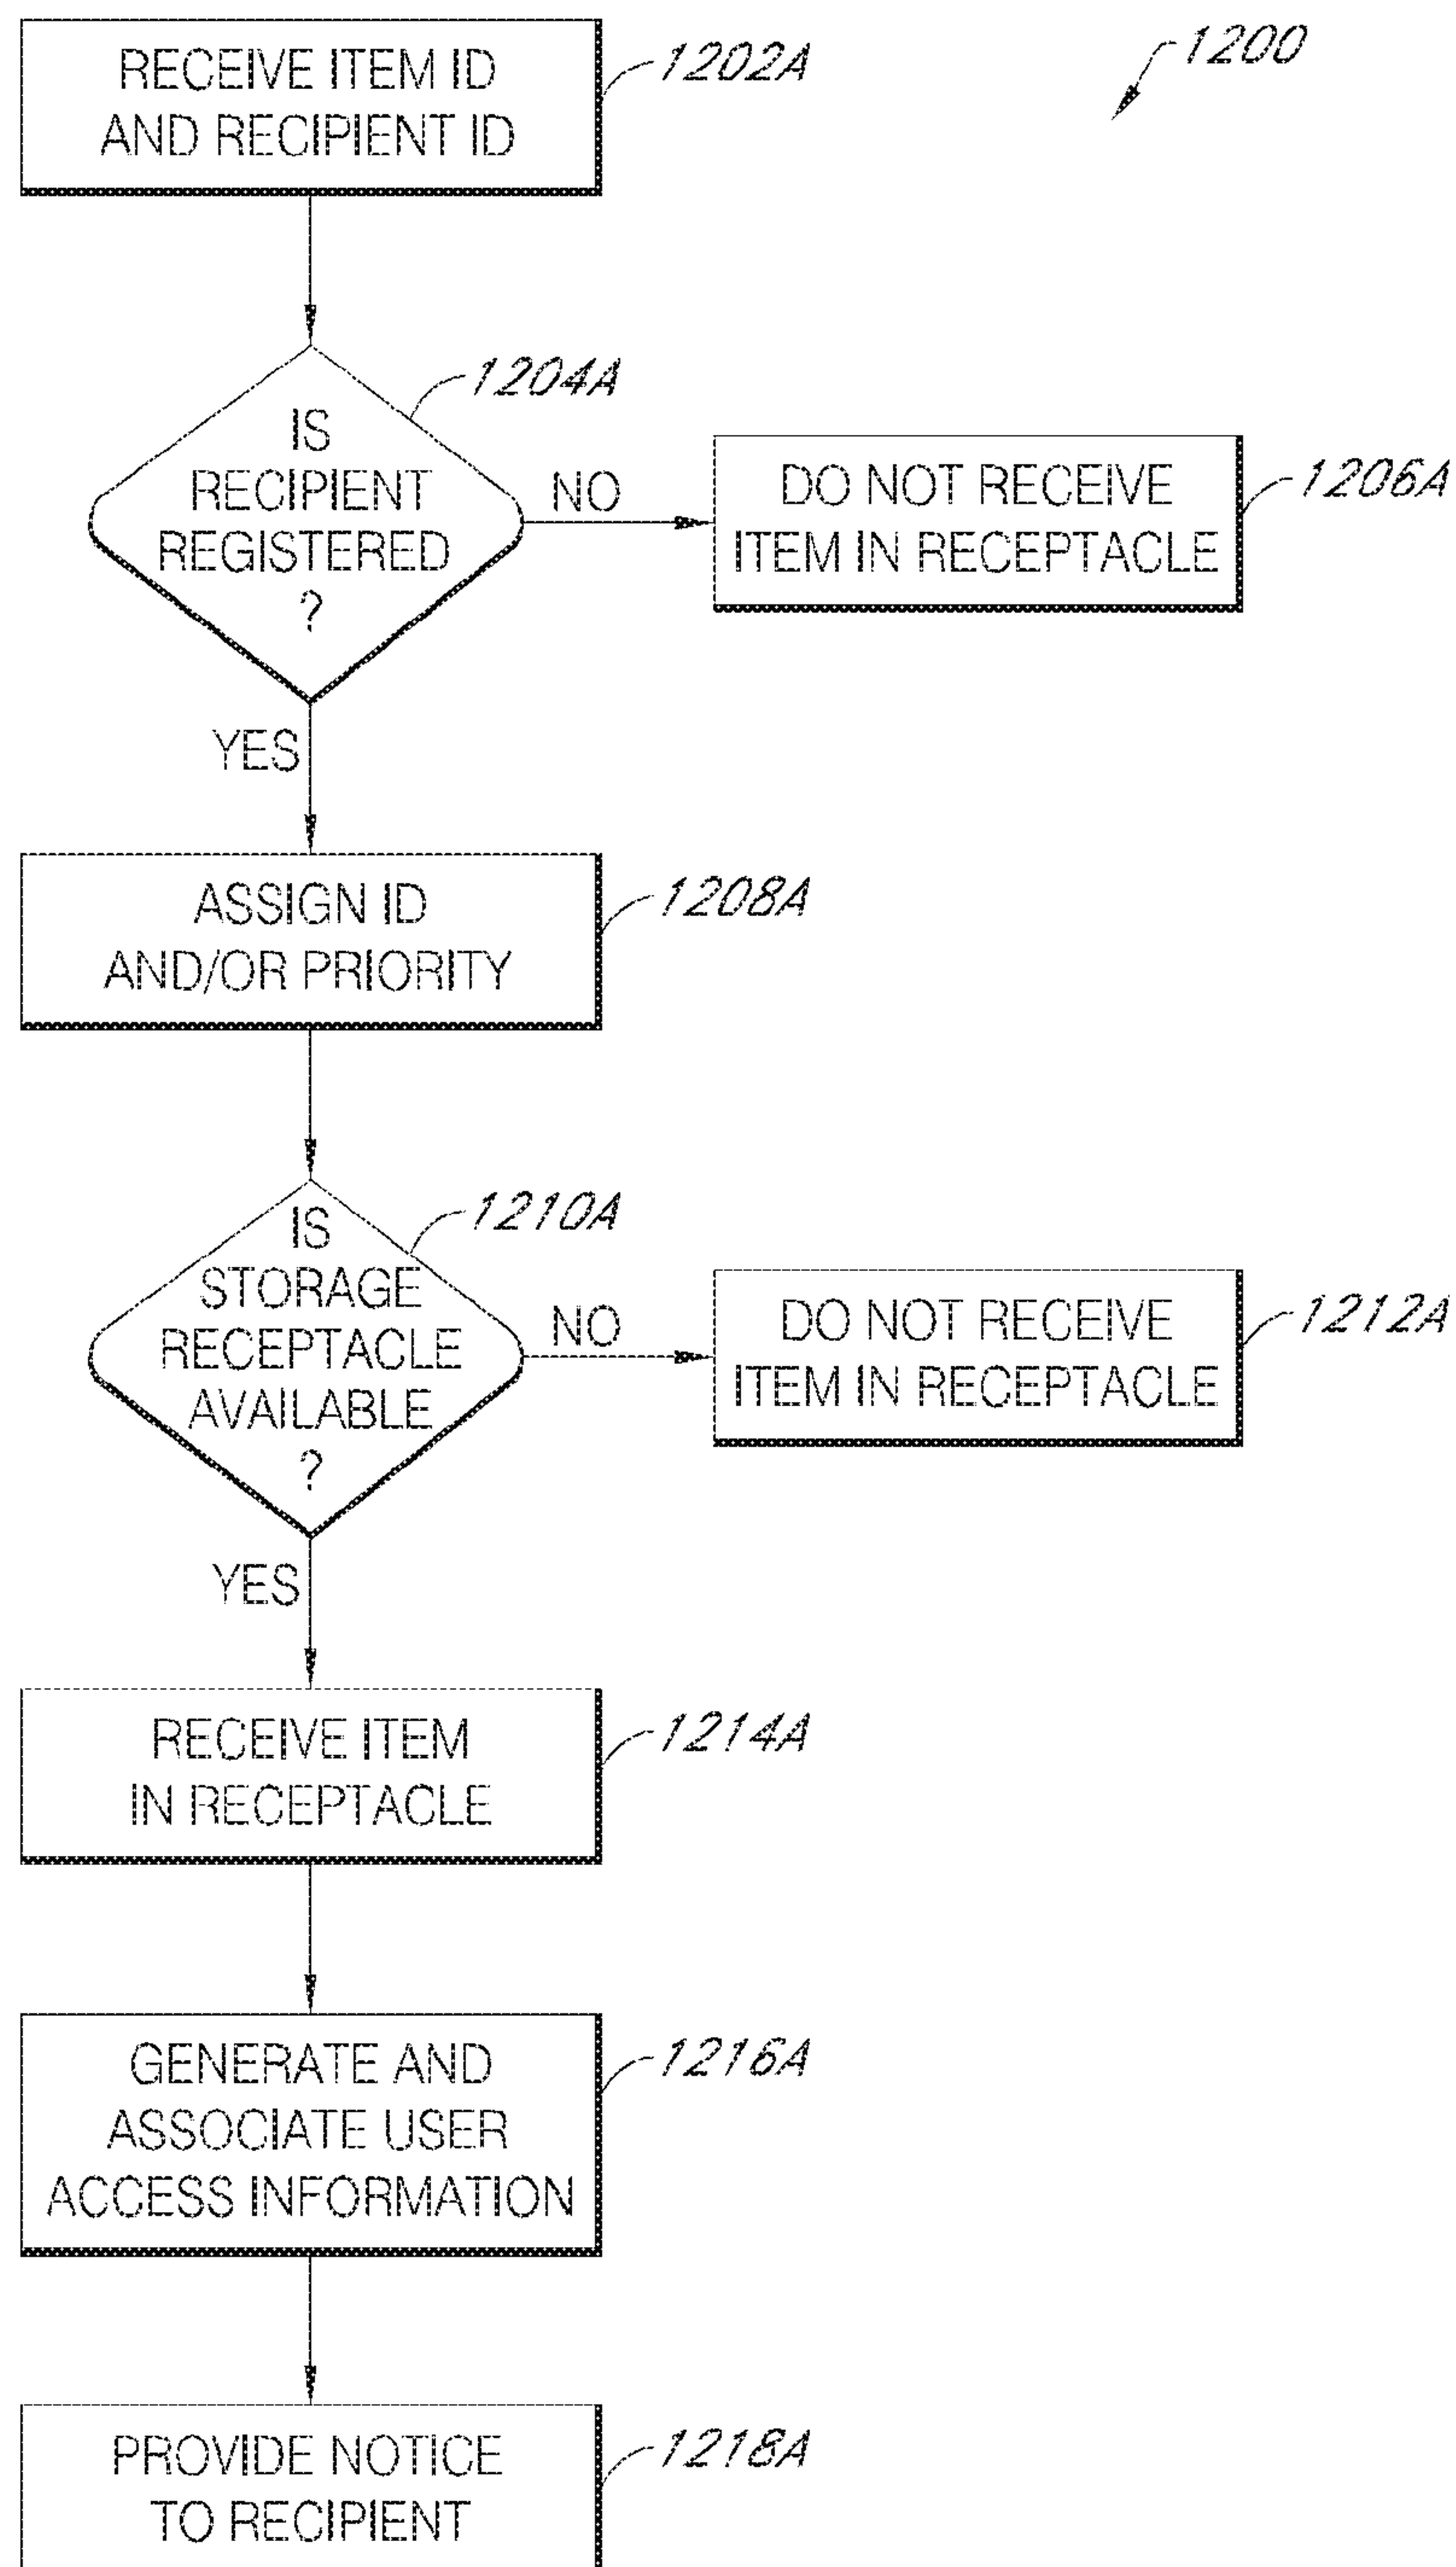 RECEIVE ITEM ID
AND RECIPIENT ID
1202A
1200
IS
RECIPIENT
REGISTERED
?
1204A
NO
DO NOT RECEIVE
ITEM IN RECEPTACLE
1206A
YES
ASSIGN ID
AND/OR PRIORITY
1208A
IS
STORAGE
RECEPTACLE
AVAILABLE
?
1210A
NO
DO NOT RECEIVE
ITEM IN RECEPTACLE
1212A
YES
RECEIVE ITEM
IN RECEPTACLE
1214A
GENERATE AND
ASSOCIATE USER
ACCESS INFORMATION
1216A
PROVIDE NOTICE
TO RECIPIENT
1218A